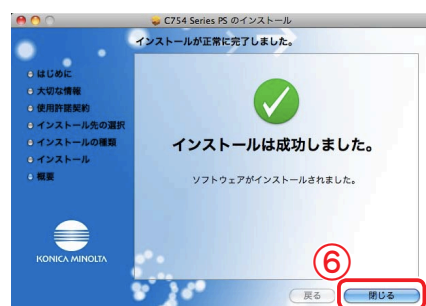 C754 Series PS のインストール
インストールが正常に完了しました。
はじめに
大切な情報
使用許諾契約
インストール先の選択
インストールの種類
インストール
概要
インストールは成功しました。
ソフトウェアがインストールされました。
KONICA MINOLTA
⑥
戻る
閉じる